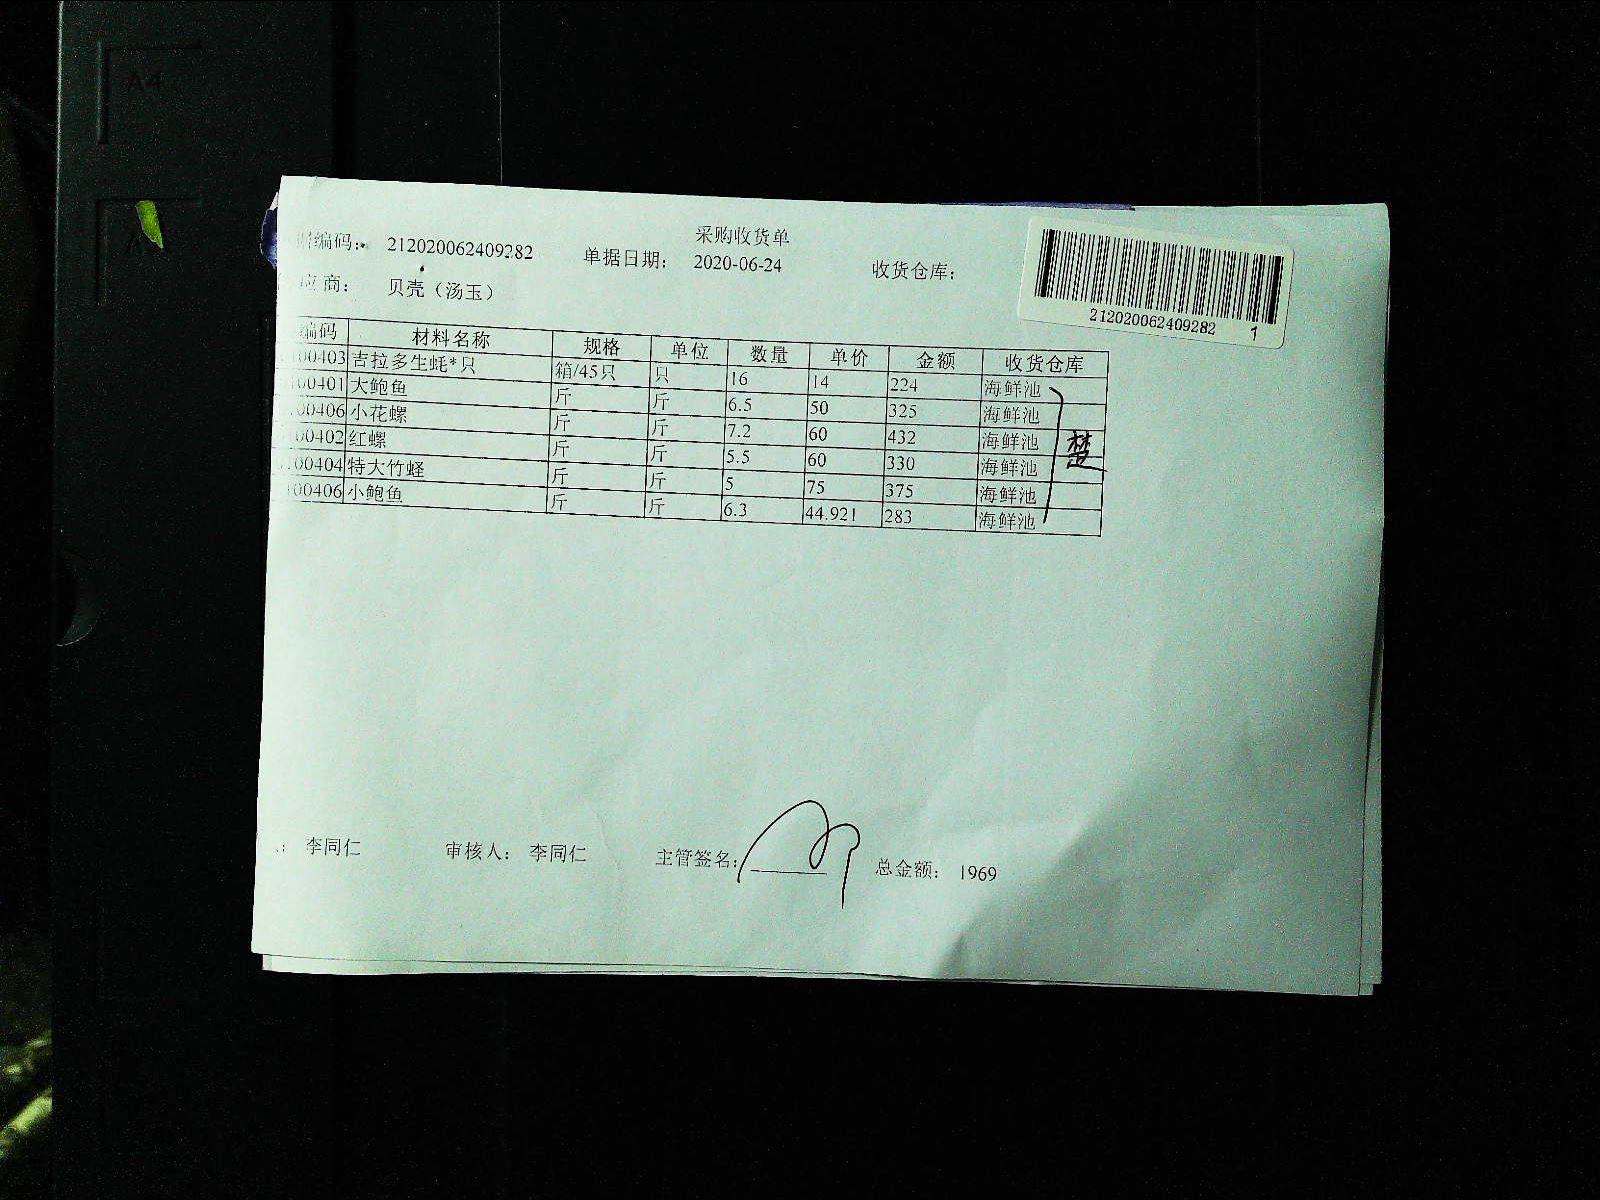 采购收货单
编码: 212020062409282 单据日期: 2020-06-24 收货仓库:
应商: 贝壳（汤玉）
212020062409282 1
编码 材料名称 规格 单位 数量 单价 金额 收货仓库
00403 吉拉多生蚝*只 箱/45只 只 16 14 224 海鲜池
00401 大鲍鱼 斤 斤 6.5 50 325 海鲜池
00406 小花螺 斤 斤 7.2 60 432 海鲜池
00402 红螺 斤 斤 5.5 60 330 海鲜池
00404 特大竹蛏 斤 斤 5 75 375 海鲜池
00406 小鲍鱼 斤 斤 6.3 44.921 283 海鲜池
楚
李同仁 审核人: 李同仁 主管签名: 总金额: 1969
A4